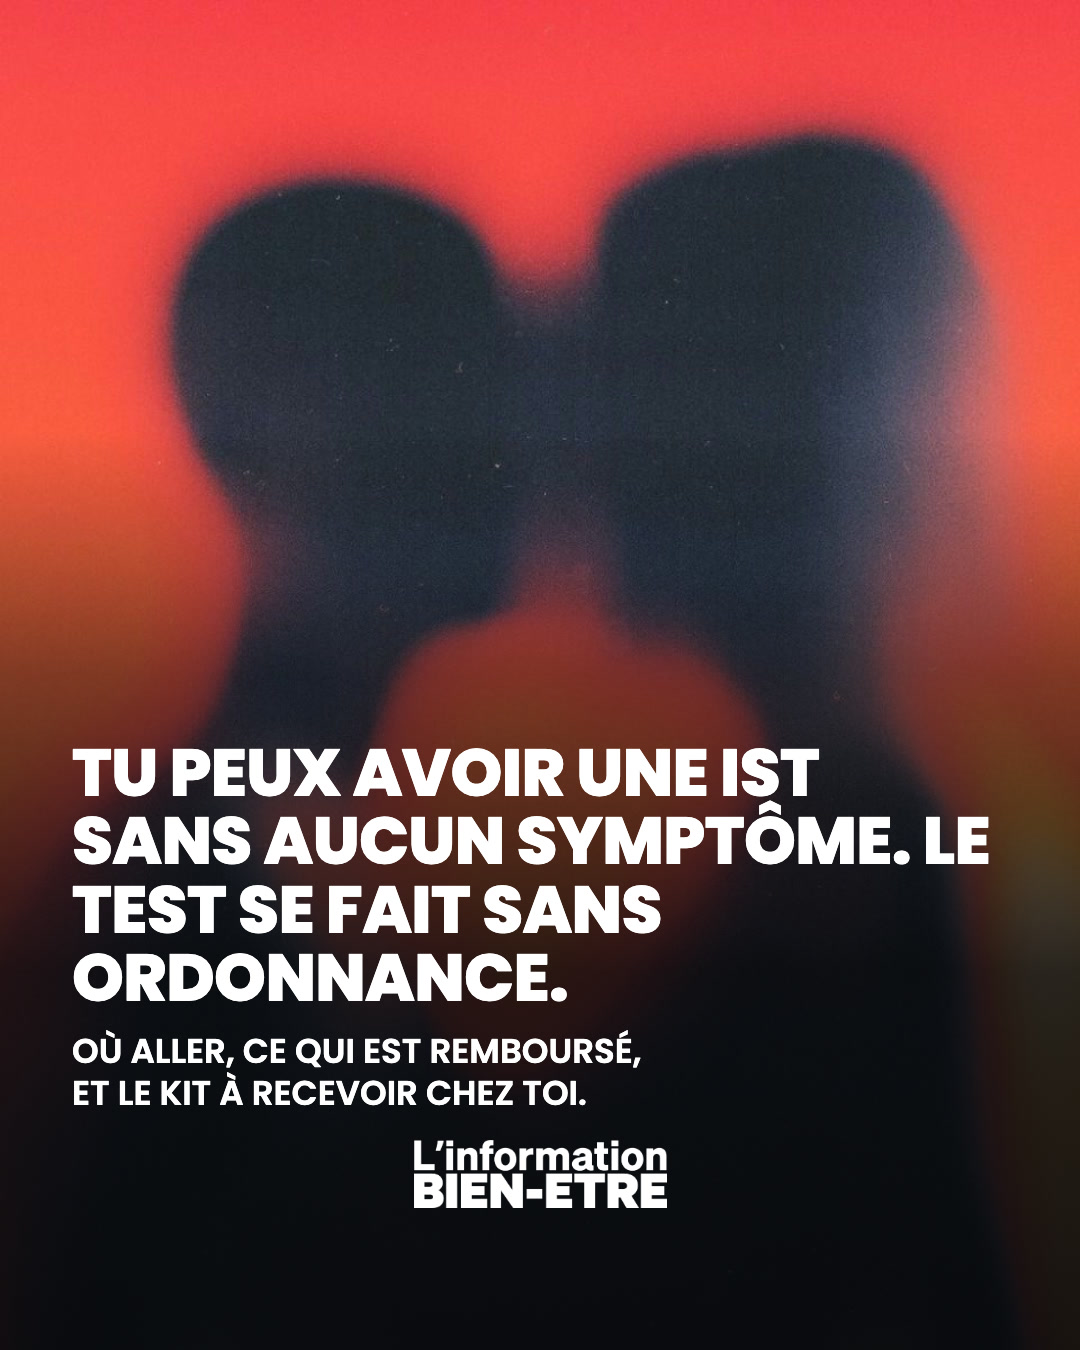 TU PEUX AVOIR UNE IST
SANS AUCUN SYMPTÔME. LE
TEST SE FAIT SANS
ORDONNANCE.
OÙ ALLER, CE QUI EST REMBOURSÉ,
ET LE KIT À RECEVOIR CHEZ TOI.
L'information
BIEN-ETRE